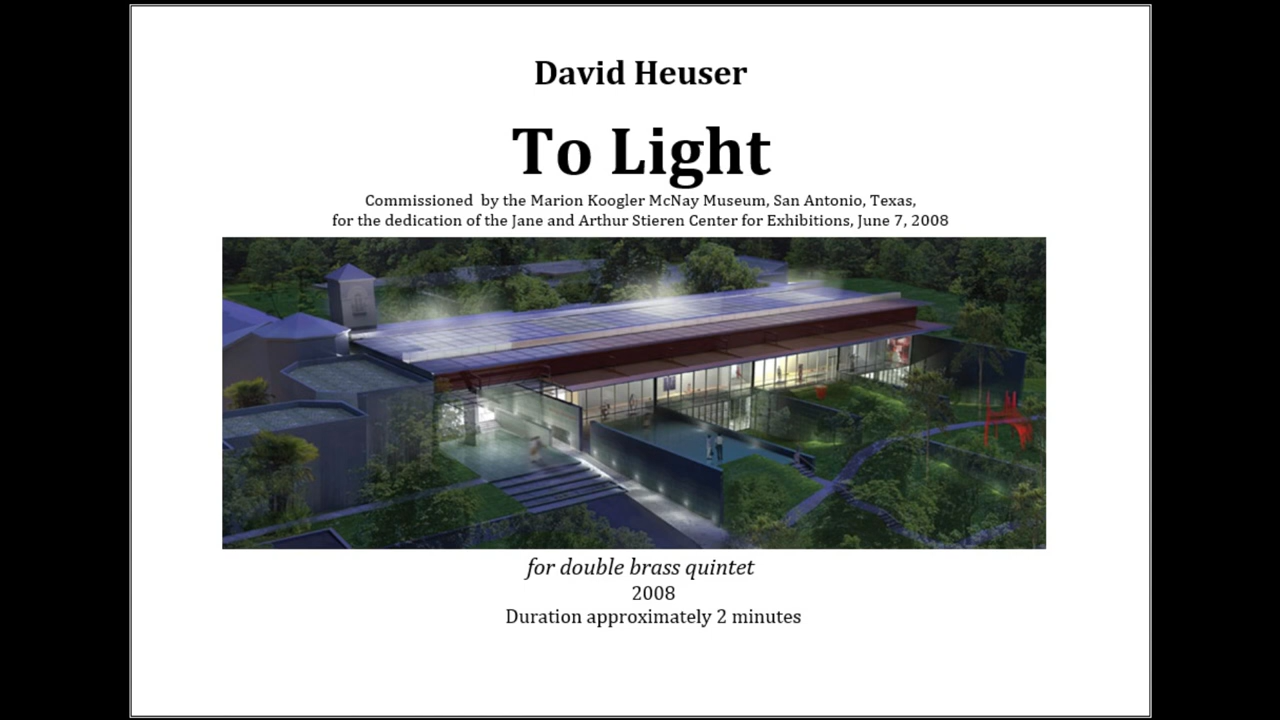 David Heuser
To Light
Commissioned by the Marion Koogler McNay Museum, San Antonio, Texas,
for the dedication of the Jane and Arthur Stieren Center for Exhibitions, June 7, 2008
for double brass quintet
2008
Duration approximately 2 minutes